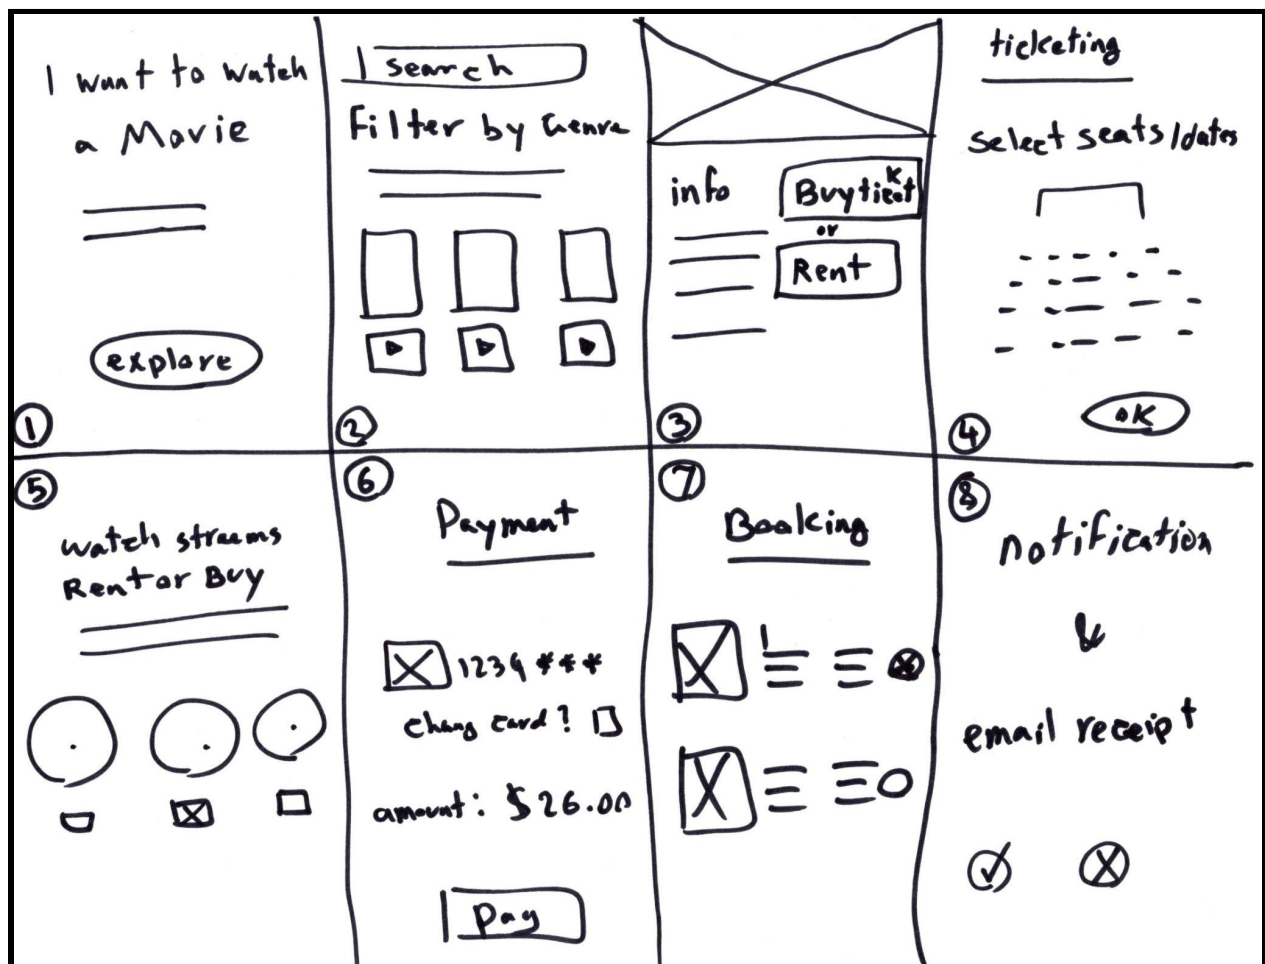 I want to watch
a Movie
explore
1
search
Filter by Genre
2
info
Buy ticket
or
Rent
3
ticketing
select seats/dates
OK
4
5
watch streams
Rent or Buy
6
Payment
1234 ***
chang card?
amount: $26.00
Pay
7
Booking
8
notification
&
email receipt